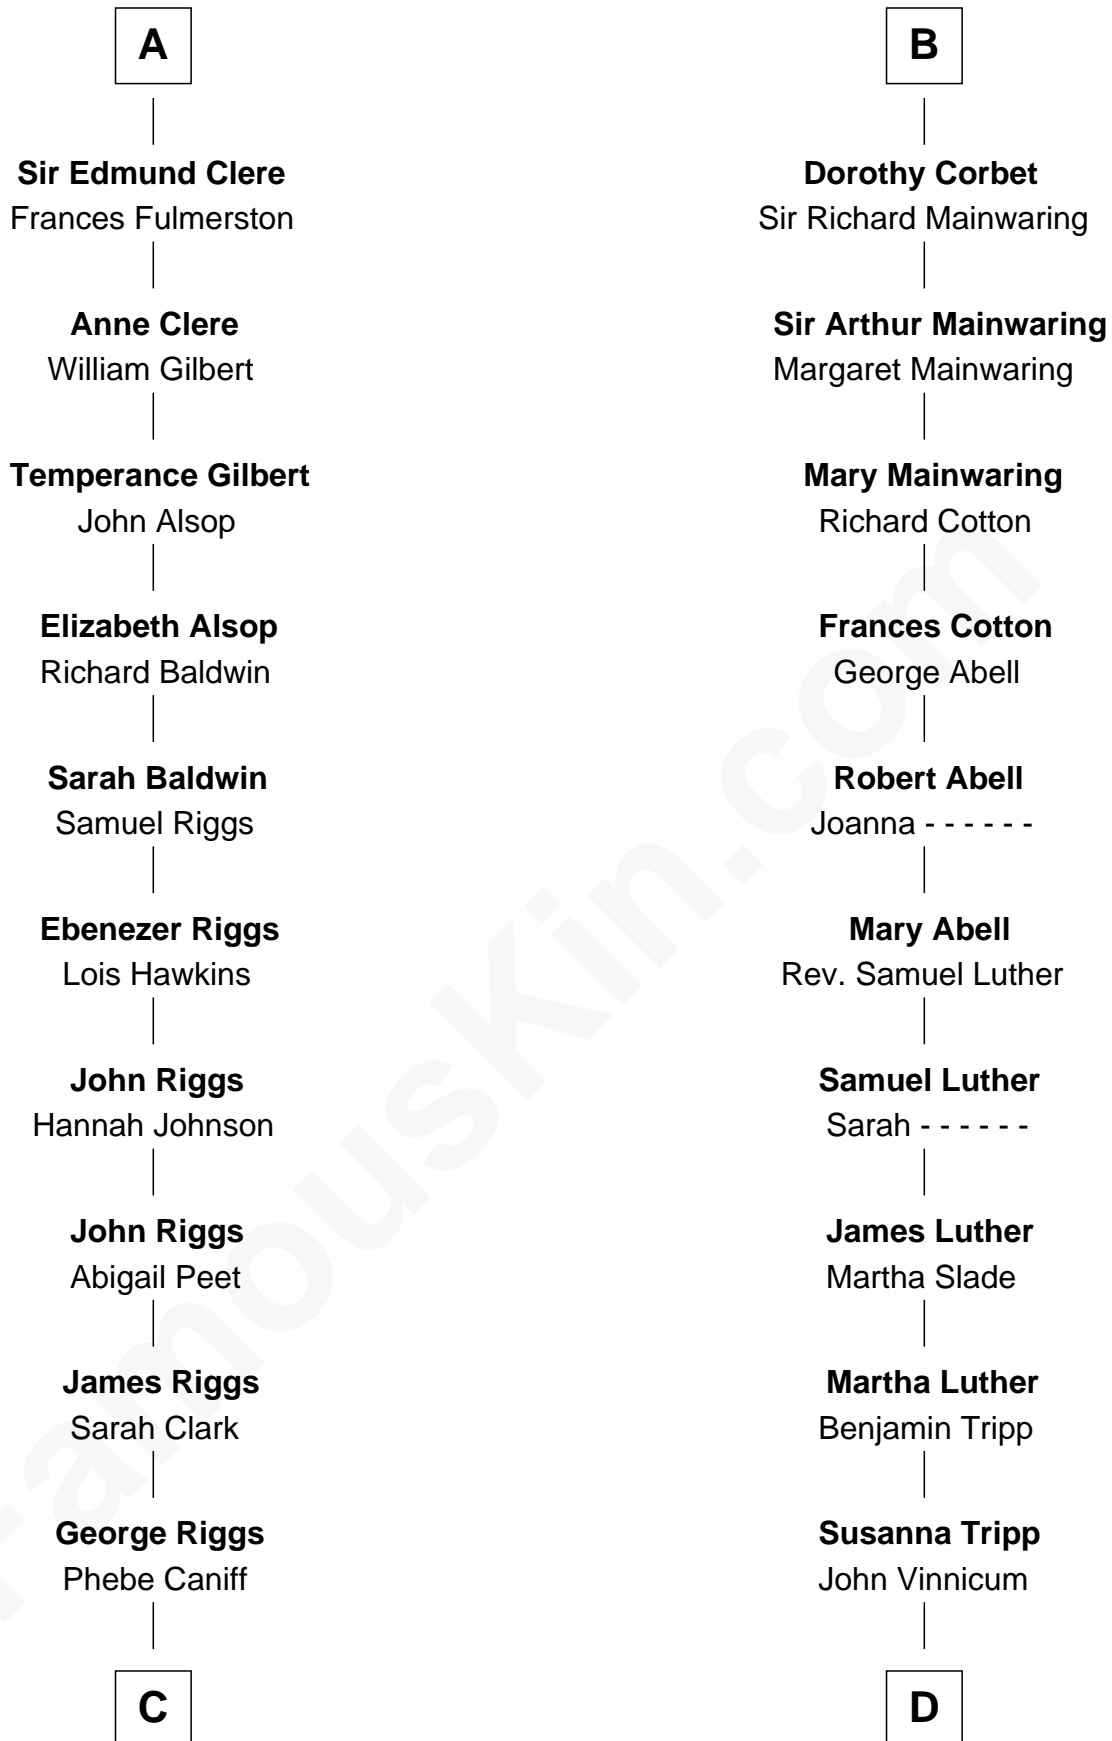 A
Sir Edmund Clere
Frances Fulmerston
Anne Clere
William Gilbert
Temperance Gilbert
John Alsop
Elizabeth Alsop
Richard Baldwin
Sarah Baldwin
Samuel Riggs
Ebenezer Riggs
Lois Hawkins
John Riggs
Hannah Johnson
John Riggs
Abigail Peet
James Riggs
Sarah Clark
George Riggs
Phebe Caniff
C
B
Dorothy Corbet
Sir Richard Mainwaring
Sir Arthur Mainwaring
Margaret Mainwaring
Mary Mainwaring
Richard Cotton
Frances Cotton
George Abell
Robert Abell
Joanna - - - - - -
Mary Abell
Rev. Samuel Luther
Samuel Luther
Sarah - - - - - -
James Luther
Martha Slade
Martha Luther
Benjamin Tripp
Susanna Tripp
John Vinnicum
D
FamousKin.com